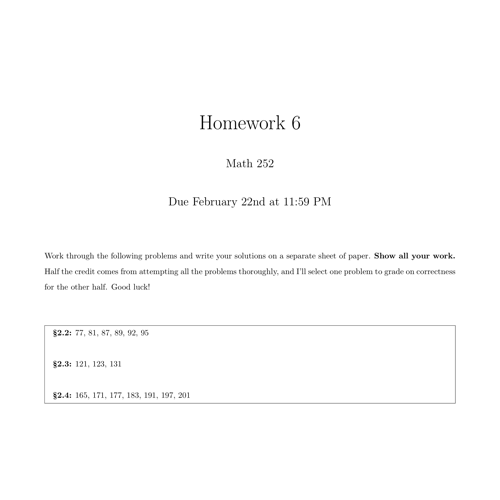 Homework 6
Math 252
Due February 22nd at 11:59 PM
Work through the following problems and write your solutions on a separate sheet of paper. Show all your work.
Half the credit comes from attempting all the problems thoroughly, and I'll select one problem to grade on correctness
for the other half. Good luck!
§2.2: 77, 81, 87, 89, 92, 95
§2.3: 121, 123, 131
§2.4: 165, 171, 177, 183, 191, 197, 201